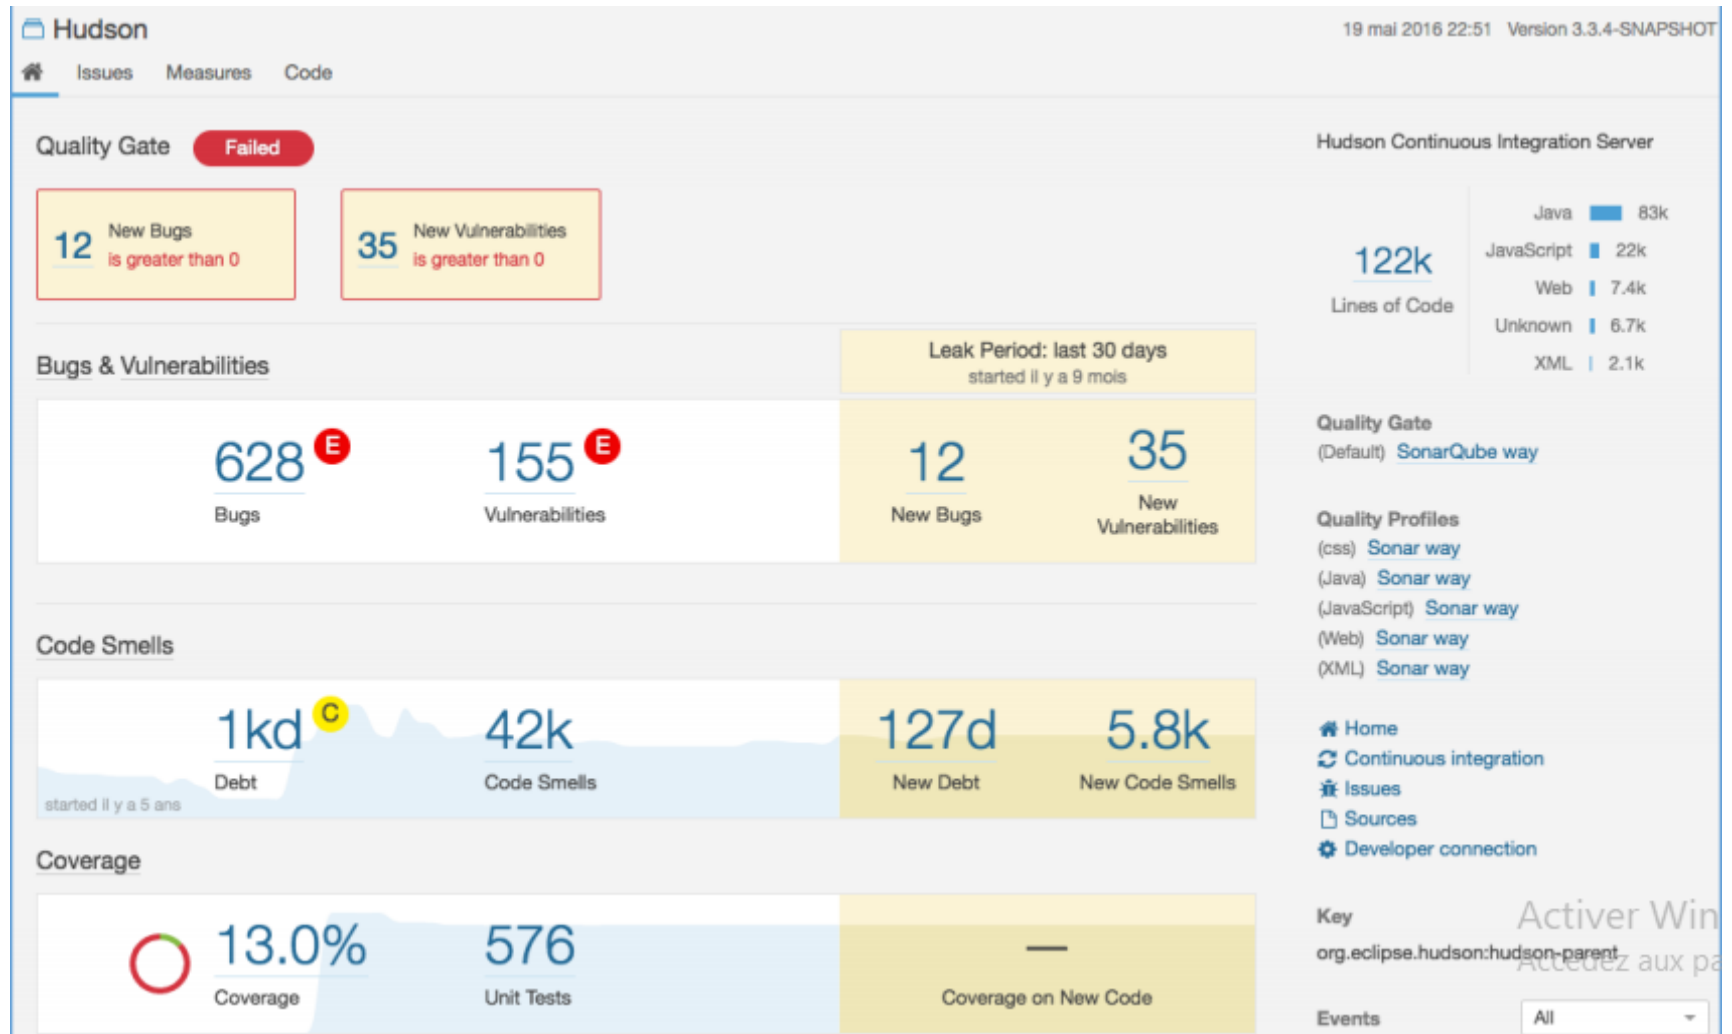 Hudson
19 mai 2016 22:51 Version 3.3.4-SNAPSHOT
Issues Measures Code
Quality Gate Failed
12 New Bugs
is greater than 0
35 New Vulnerabilities
is greater than 0
Bugs & Vulnerabilities
Leak Period: last 30 days
started il y a 9 mois
628 E
Bugs
155 E
Vulnerabilities
12
New Bugs
35
New
Vulnerabilities
Code Smells
1kd C
Debt
started il y a 5 ans
42k
Code Smells
127d
New Debt
5.8k
New Code Smells
Coverage
13.0%
Coverage
576
Unit Tests
—
Coverage on New Code
Hudson Continuous Integration Server
122k
Lines of Code
Java 83k
JavaScript 22k
Web 7.4k
Unknown 6.7k
XML 2.1k
Quality Gate
(Default) SonarQube way
Quality Profiles
(css) Sonar way
(Java) Sonar way
(JavaScript) Sonar way
(Web) Sonar way
(XML) Sonar way
Home
Continuous integration
Issues
Sources
Developer connection
Key
org.eclipse.hudson:hudson-parent
Activer Win
Accédez aux pa
Events All